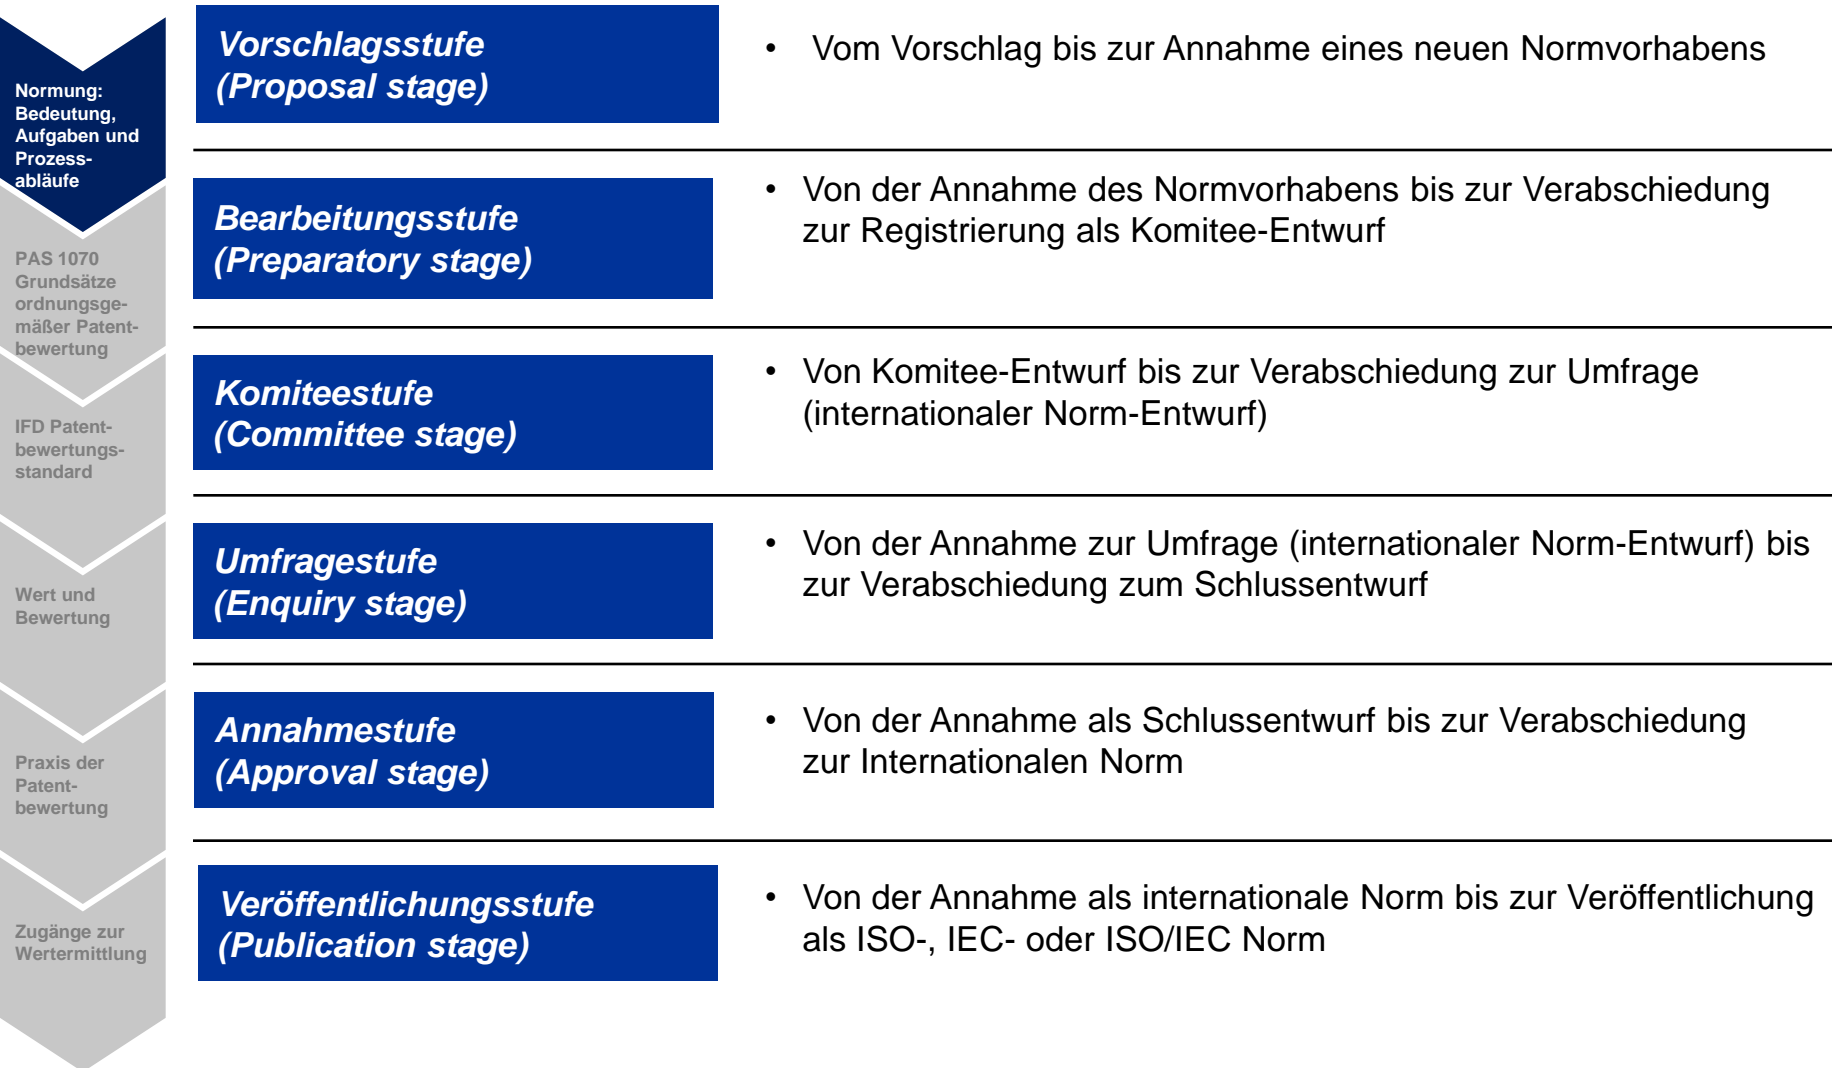 Normung:
Bedeutung,
Aufgaben und
Prozess-
abläufe
PAS 1070
Grundsätze
ordnungsge-
mäßer Patent-
bewertung
IFD Patent-
bewertungs-
standard
Wert und
Bewertung
Praxis der
Patent-
bewertung
Zugänge zur
Wertermittlung
Vorschlagsstufe
(Proposal stage)
• Vom Vorschlag bis zur Annahme eines neuen Normvorhabens
Bearbeitungsstufe
(Preparatory stage)
• Von der Annahme des Normvorhabens bis zur Verabschiedung
zur Registrierung als Komitee-Entwurf
Komiteestufe
(Committee stage)
• Von Komitee-Entwurf bis zur Verabschiedung zur Umfrage
(internationaler Norm-Entwurf)
Umfragestufe
(Enquiry stage)
• Von der Annahme zur Umfrage (internationaler Norm-Entwurf) bis
zur Verabschiedung zum Schlussentwurf
Annahmestufe
(Approval stage)
• Von der Annahme als Schlussentwurf bis zur Verabschiedung
zur Internationalen Norm
Veröffentlichungsstufe
(Publication stage)
• Von der Annahme als internationale Norm bis zur Veröffentlichung
als ISO-, IEC- oder ISO/IEC Norm